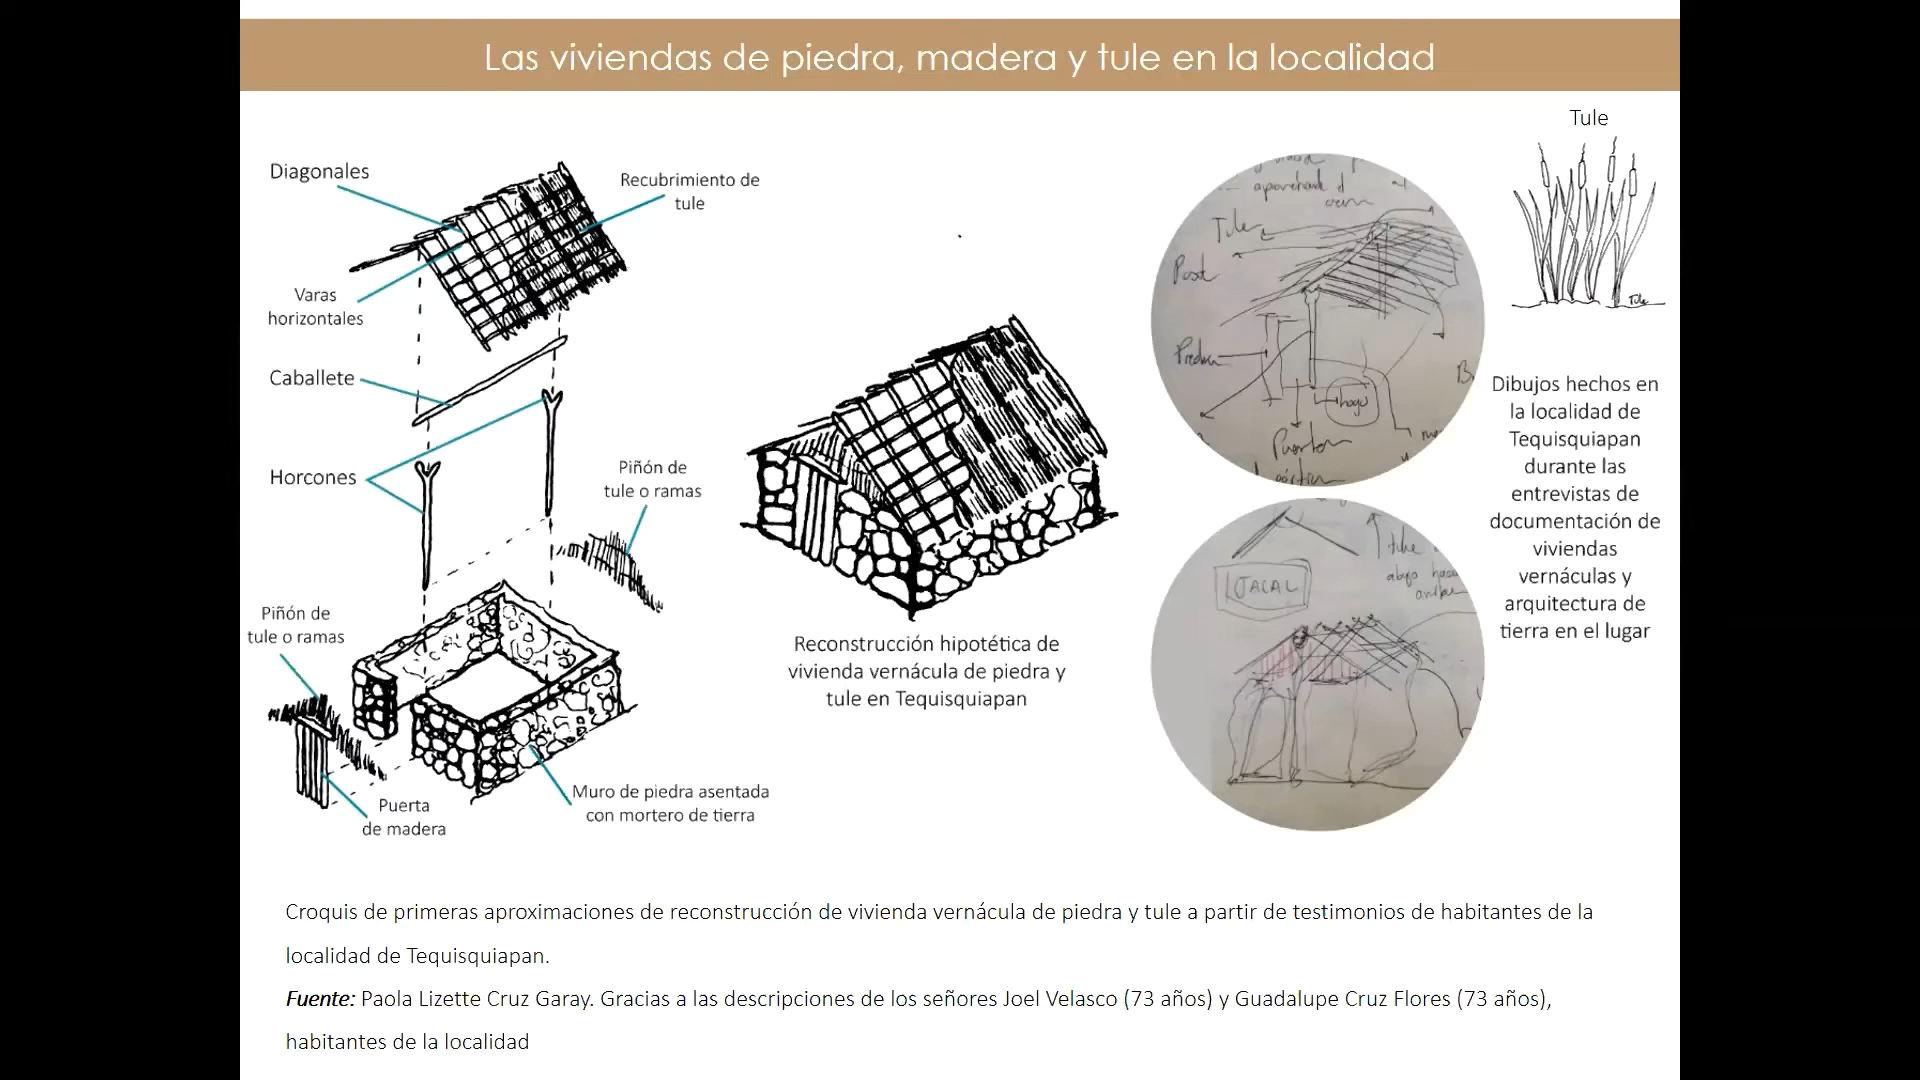 Las viviendas de piedra, madera y tule en la localidad
Diagonales
Recubrimiento de
tule
Varas
horizontales
Caballete
Horcones
Piñón de
tule o ramas
Piñón de
tule o ramas
Puerta
de madera
Muro de piedra asentada
con mortero de tierra
Reconstrucción hipotética de
vivienda vernácula de piedra y
tule en Tequisquiapan
Tule
Piedra
Puerta
JACAL
tule
abajo
Tule
Tule
Dibujos hechos en
la localidad de
Tequisquiapan
durante las
entrevistas de
documentación de
viviendas
vernáculas y
arquitectura de
tierra en el lugar
Croquis de primeras aproximaciones de reconstrucción de vivienda vernácula de piedra y tule a partir de testimonios de habitantes de la
localidad de Tequisquiapan.
Fuente: Paola Lizette Cruz Garay. Gracias a las descripciones de los señores Joel Velasco (73 años) y Guadalupe Cruz Flores (73 años),
habitantes de la localidad